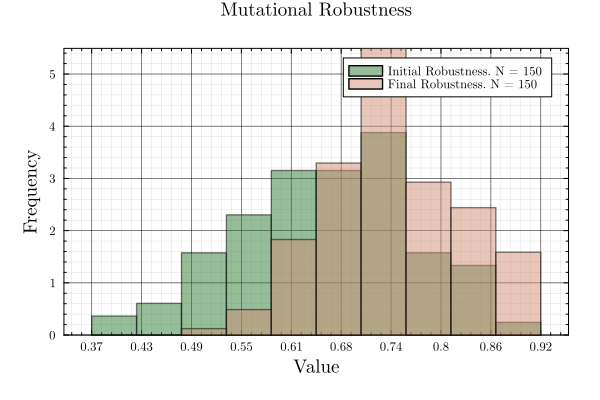 Mutational Robustness
Initial Robustness. N = 150
Final Robustness. N = 150
Frequency
5
4
3
2
1
0
0.37 0.43 0.49 0.55 0.61 0.68 0.74 0.8 0.86 0.92
Value